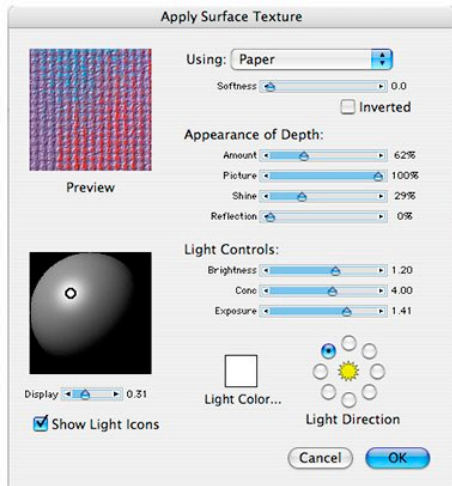 Apply Surface Texture
Preview
Using: Paper
Softness 0.0
Inverted
Appearance of Depth:
Amount 62%
Picture 100%
Shine 29%
Reflection 0%
Light Controls:
Brightness 1.20
Conc 4.00
Exposure 1.41
Display 0.31
Show Light Icons
Light Color...
Light Direction
Cancel
OK